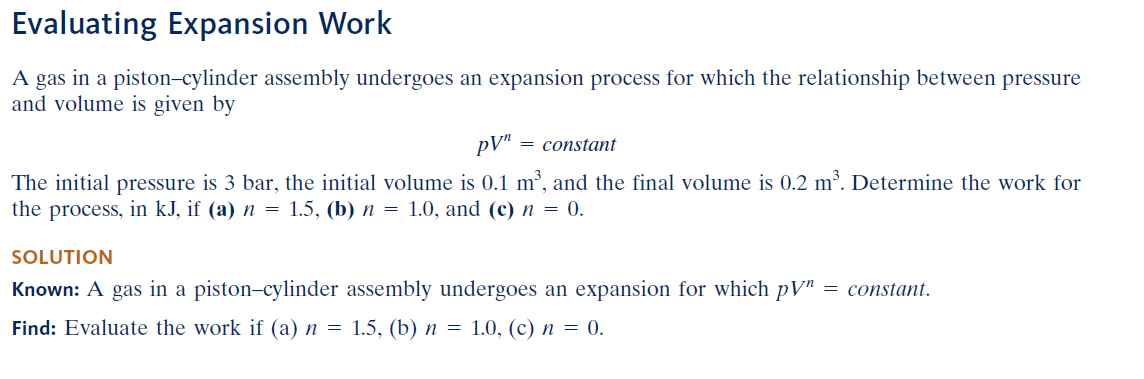 Evaluating Expansion Work
A gas in a piston–cylinder assembly undergoes an expansion process for which the relationship between pressure
and volume is given by
pVⁿ = constant
The initial pressure is 3 bar, the initial volume is 0.1 m³, and the final volume is 0.2 m³. Determine the work for
the process, in kJ, if (a) n = 1.5, (b) n = 1.0, and (c) n = 0.
SOLUTION
Known: A gas in a piston–cylinder assembly undergoes an expansion for which pVⁿ = constant.
Find: Evaluate the work if (a) n = 1.5, (b) n = 1.0, (c) n = 0.